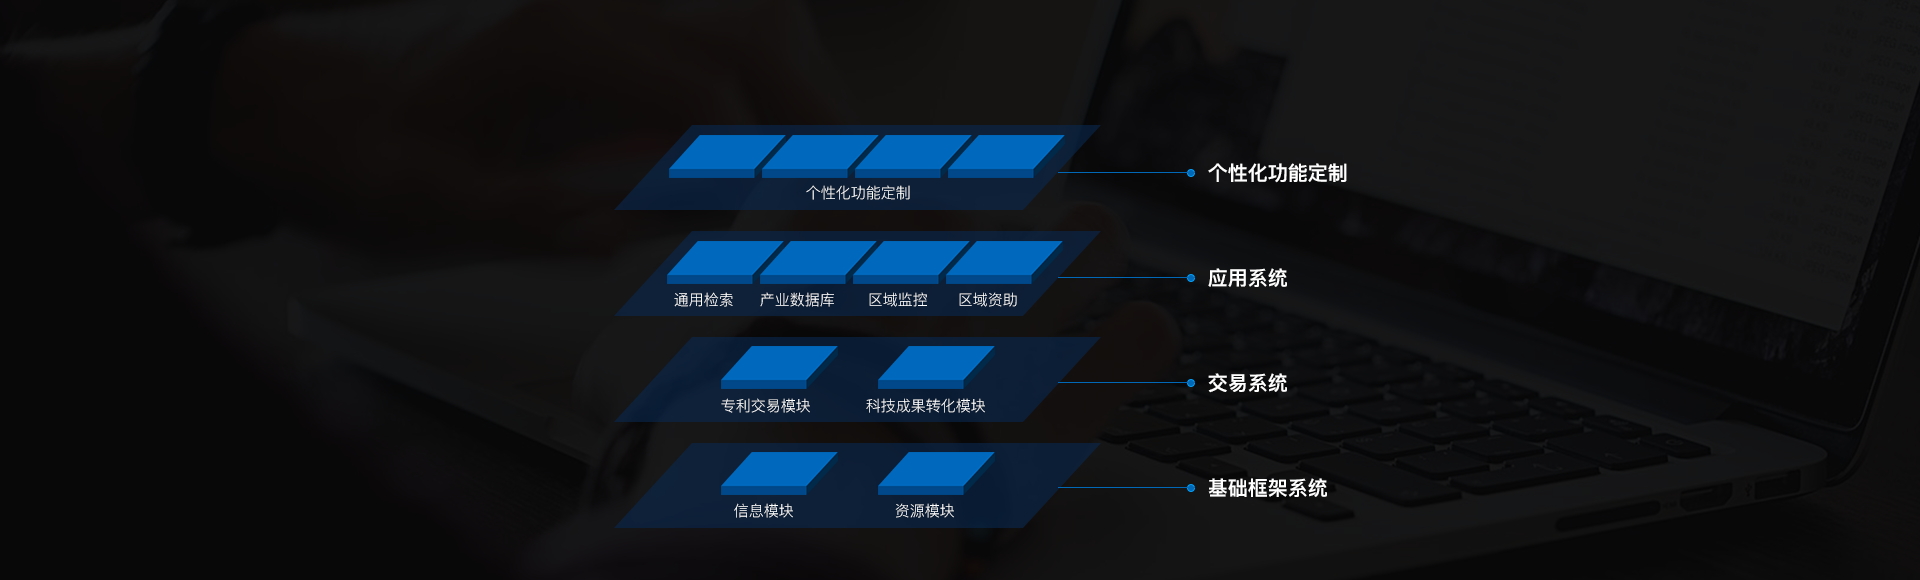 个性化功能定制
个性化功能定制
通用检索 产业数据库 区域监控 区域资助
应用系统
专利交易模块 科技成果转化模块
交易系统
信息模块 资源模块
基础框架系统